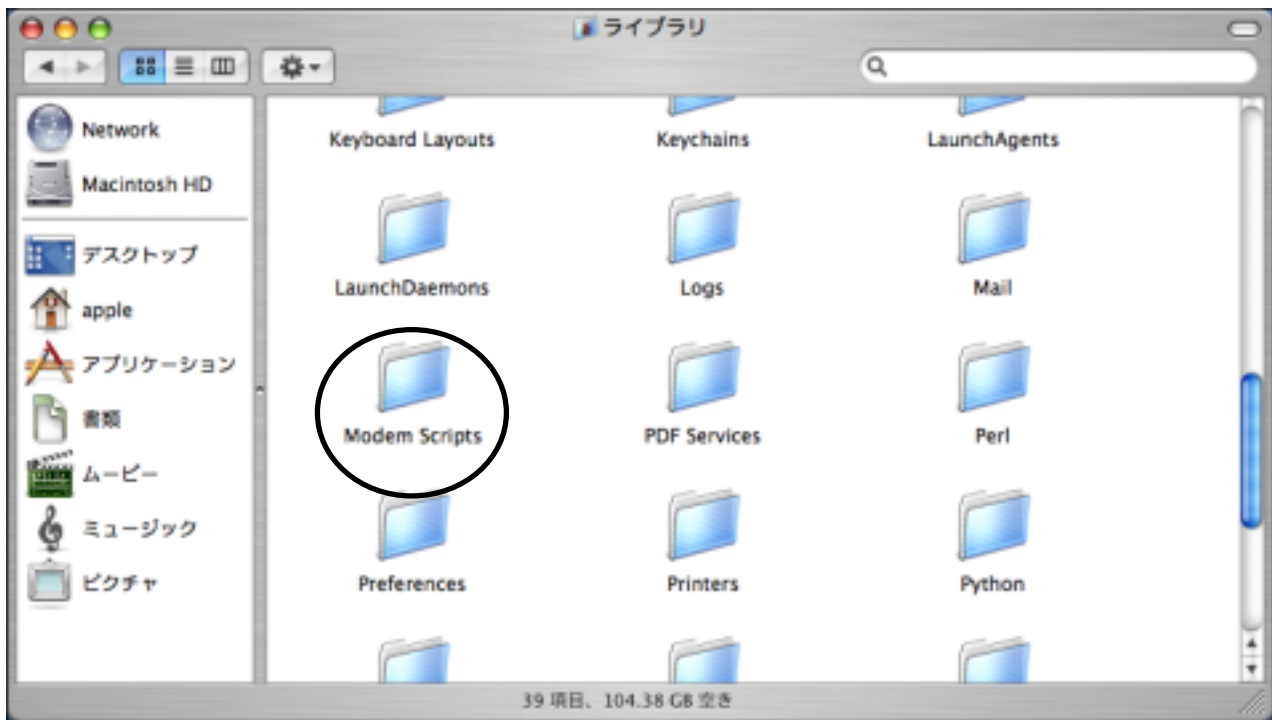 ライブラリ
Network
Macintosh HD
デスクトップ
apple
アプリケーション
書類
ムービー
ミュージック
ピクチャ
Keyboard Layouts
Keychains
LaunchAgents
LaunchDaemons
Logs
Mail
Modem Scripts
PDF Services
Perl
Preferences
Printers
Python
39 項目、104.38 GB 空き